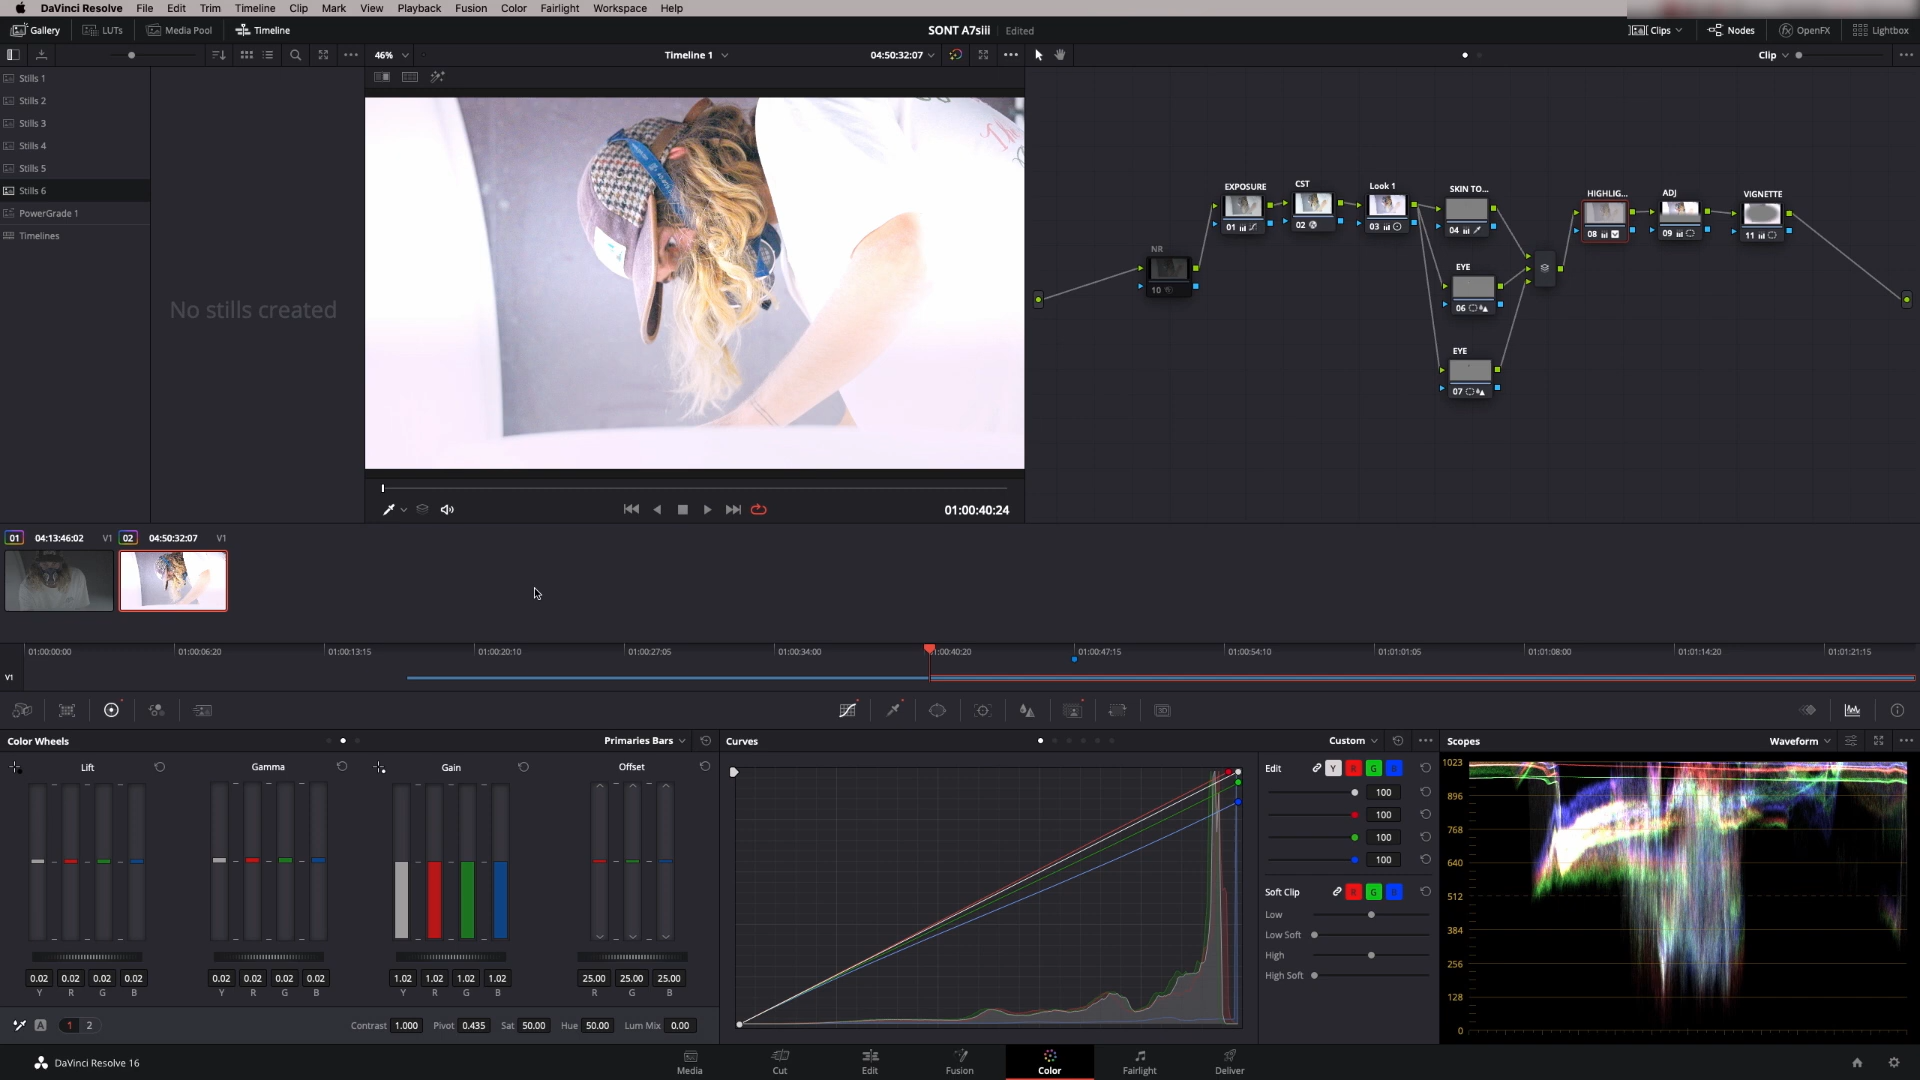 DaVinci Resolve File Edit Trim Timeline Clip Mark View Playback Fusion Color Fairlight Workspace Help
Gallery LUTs Media Pool Timeline SONT A7siii Edited Clips Nodes OpenFX Lightbox
46% Timeline 1 04:50:32:07 Clip
Stills 1
Stills 2
Stills 3
Stills 4
Stills 5
Stills 6
PowerGrade 1
Timelines
No stills created
EXPOSURE
01
CST
02
Look 1
03
SKIN TO...
04
HIGHLIG...
08
ADJ
09
VIGNETTE
11
NR
10
EYE
06
EYE
07
01:00:40:24
01 04:13:46:02 V1 02 04:50:32:07 V1
01:00:00:00 01:00:06:20 01:00:13:15 01:00:20:10 01:00:27:05 01:00:34:00 01:00:40:20 01:00:47:15 01:00:54:10 01:01:01:05 01:01:08:00 01:01:14:20 01:01:21:15
V1
Color Wheels Primaries Bars Curves Custom Scopes Waveform
Lift Gamma Gain Offset
0.02 0.02 0.02 0.02 0.02 0.02 0.02 0.02 1.02 1.02 1.02 1.02 25.00 25.00 25.00
Y R G B Y R G B Y R G B R G B
A 1 2 Contrast 1.000 Pivot 0.435 Sat 50.00 Hue 50.00 Lum Mix 0.00
Edit Y R G B
100
100
100
100
Soft Clip R G B
Low
Low Soft
High
High Soft
1023
896
768
640
512
384
256
128
0
DaVinci Resolve 16 Media Cut Edit Fusion Color Fairlight Deliver